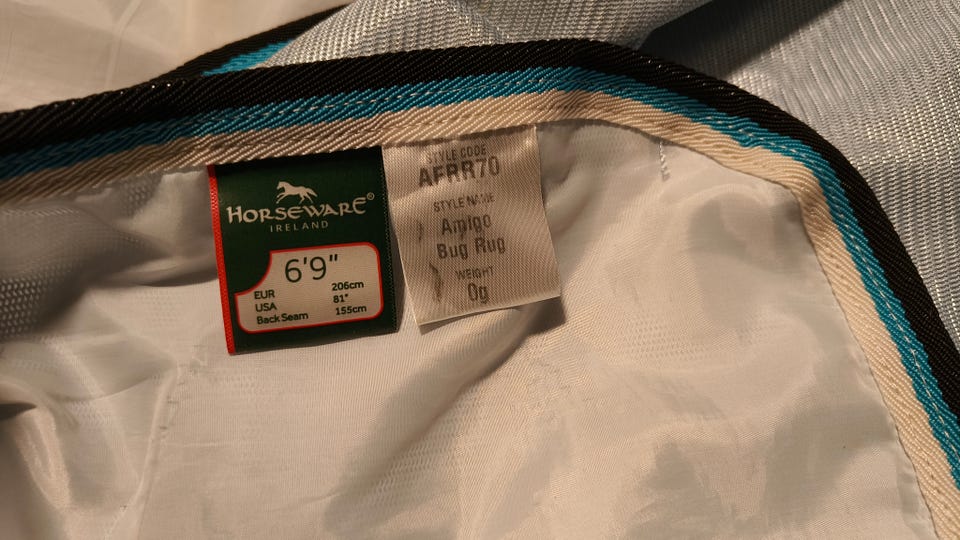 HORSEWARE®
IRELAND
6'9"
EUR 206cm
USA 81"
Back Seam 155cm
STYLE CODE
AFRR70
STYLE NAME
Amigo
Bug Rug
WEIGHT
0g